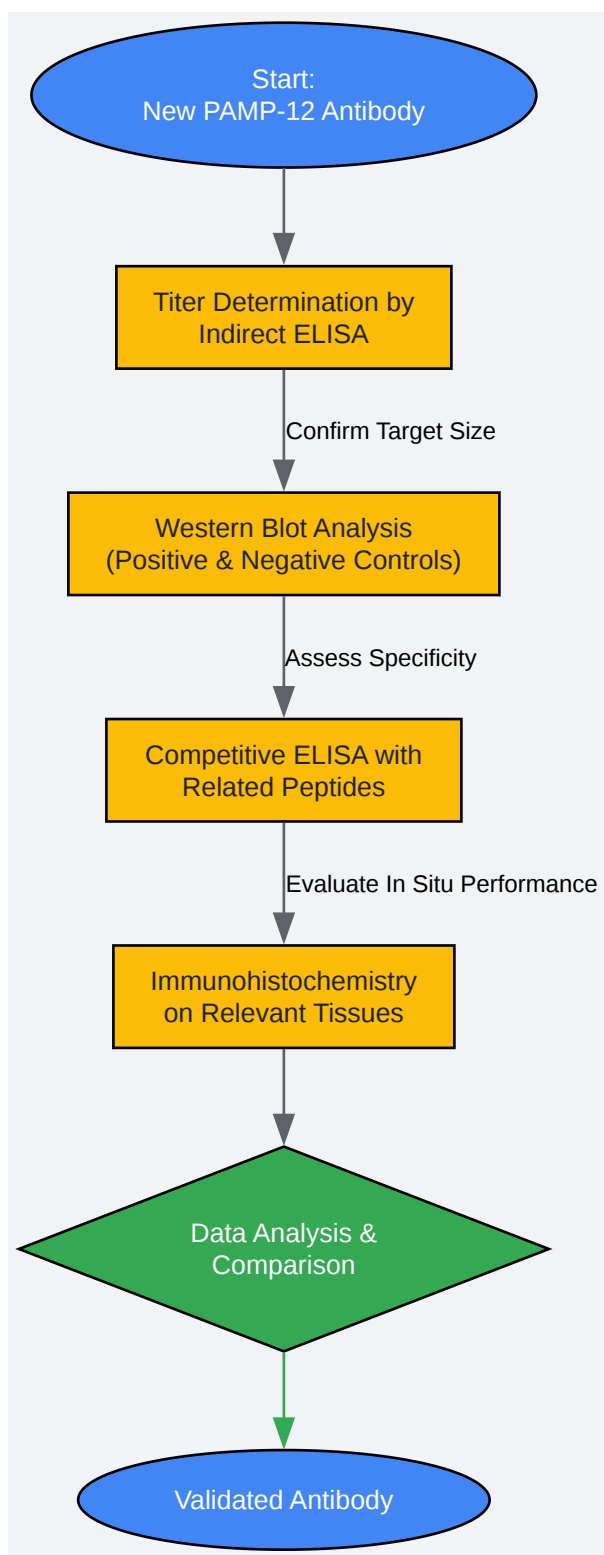 Start:
New PAMP-12 Antibody
Titer Determination by
Indirect ELISA
Confirm Target Size
Western Blot Analysis
(Positive & Negative Controls)
Assess Specificity
Competitive ELISA with
Related Peptides
Evaluate In Situ Performance
Immunohistochemistry
on Relevant Tissues
Data Analysis &
Comparison
Validated Antibody